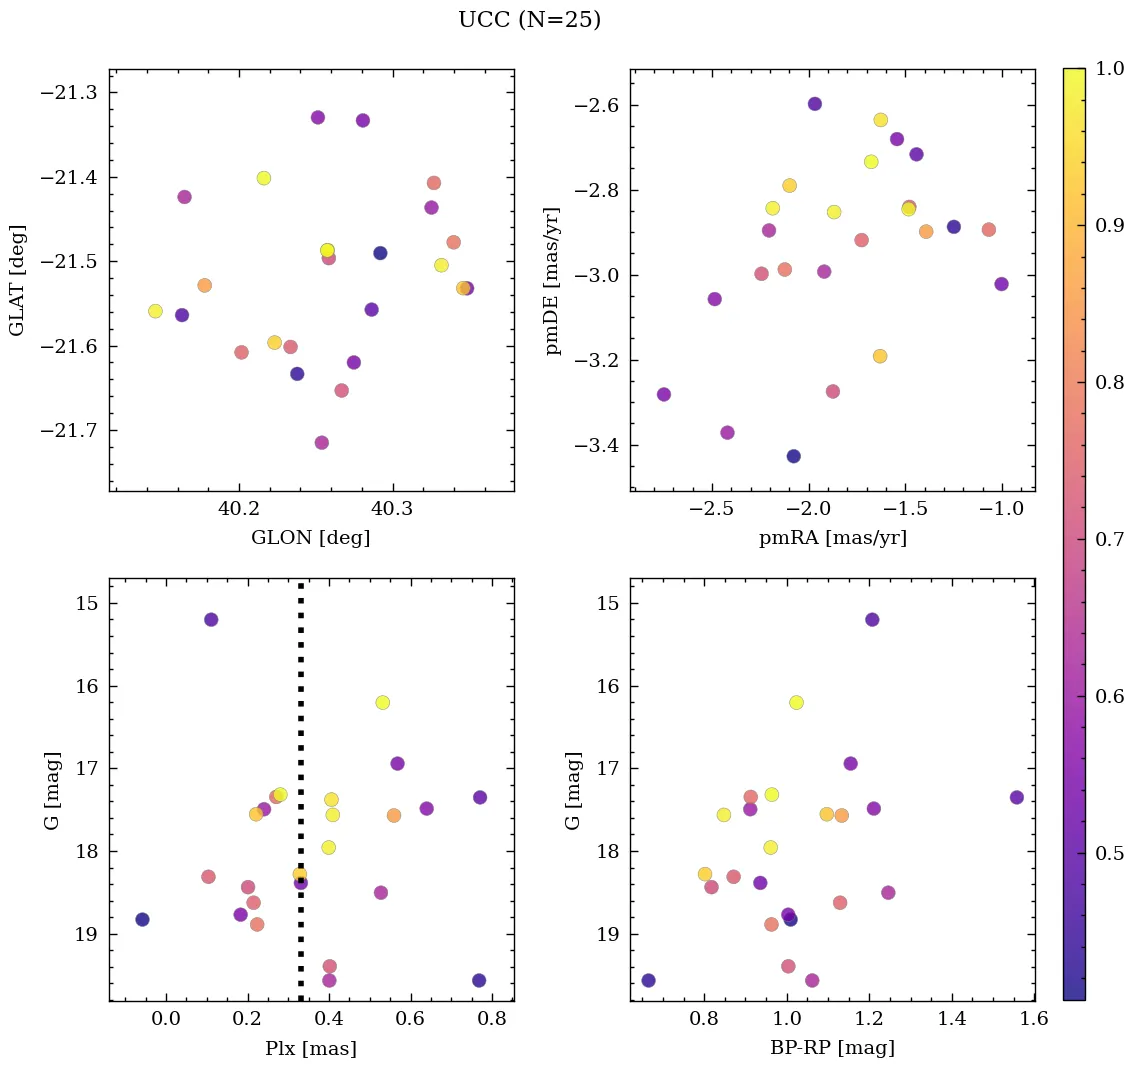 UCC (N=25)
−21.3
−21.4
−21.5
−21.6
−21.7
GLAT [deg]
40.2 40.3
GLON [deg]
−2.6
−2.8
−3.0
−3.2
−3.4
pmDE [mas/yr]
−2.5 −2.0 −1.5 −1.0
pmRA [mas/yr]
15
16
17
18
19
G [mag]
0.0 0.2 0.4 0.6 0.8
Plx [mas]
15
16
17
18
19
G [mag]
0.8 1.0 1.2 1.4 1.6
BP-RP [mag]
1.0
0.9
0.8
0.7
0.6
0.5